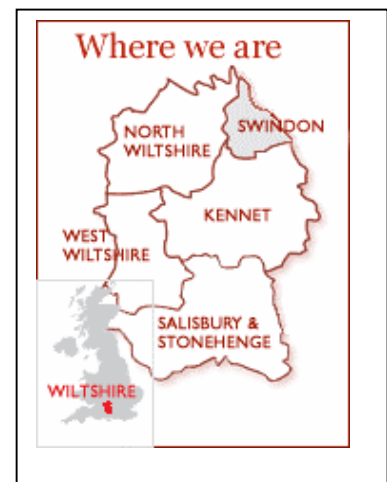 Where we are
NORTH
WILTSHIRE
SWINDON
KENNET
WEST
WILTSHIRE
SALISBURY &
STONEHENGE
WILTSHIRE